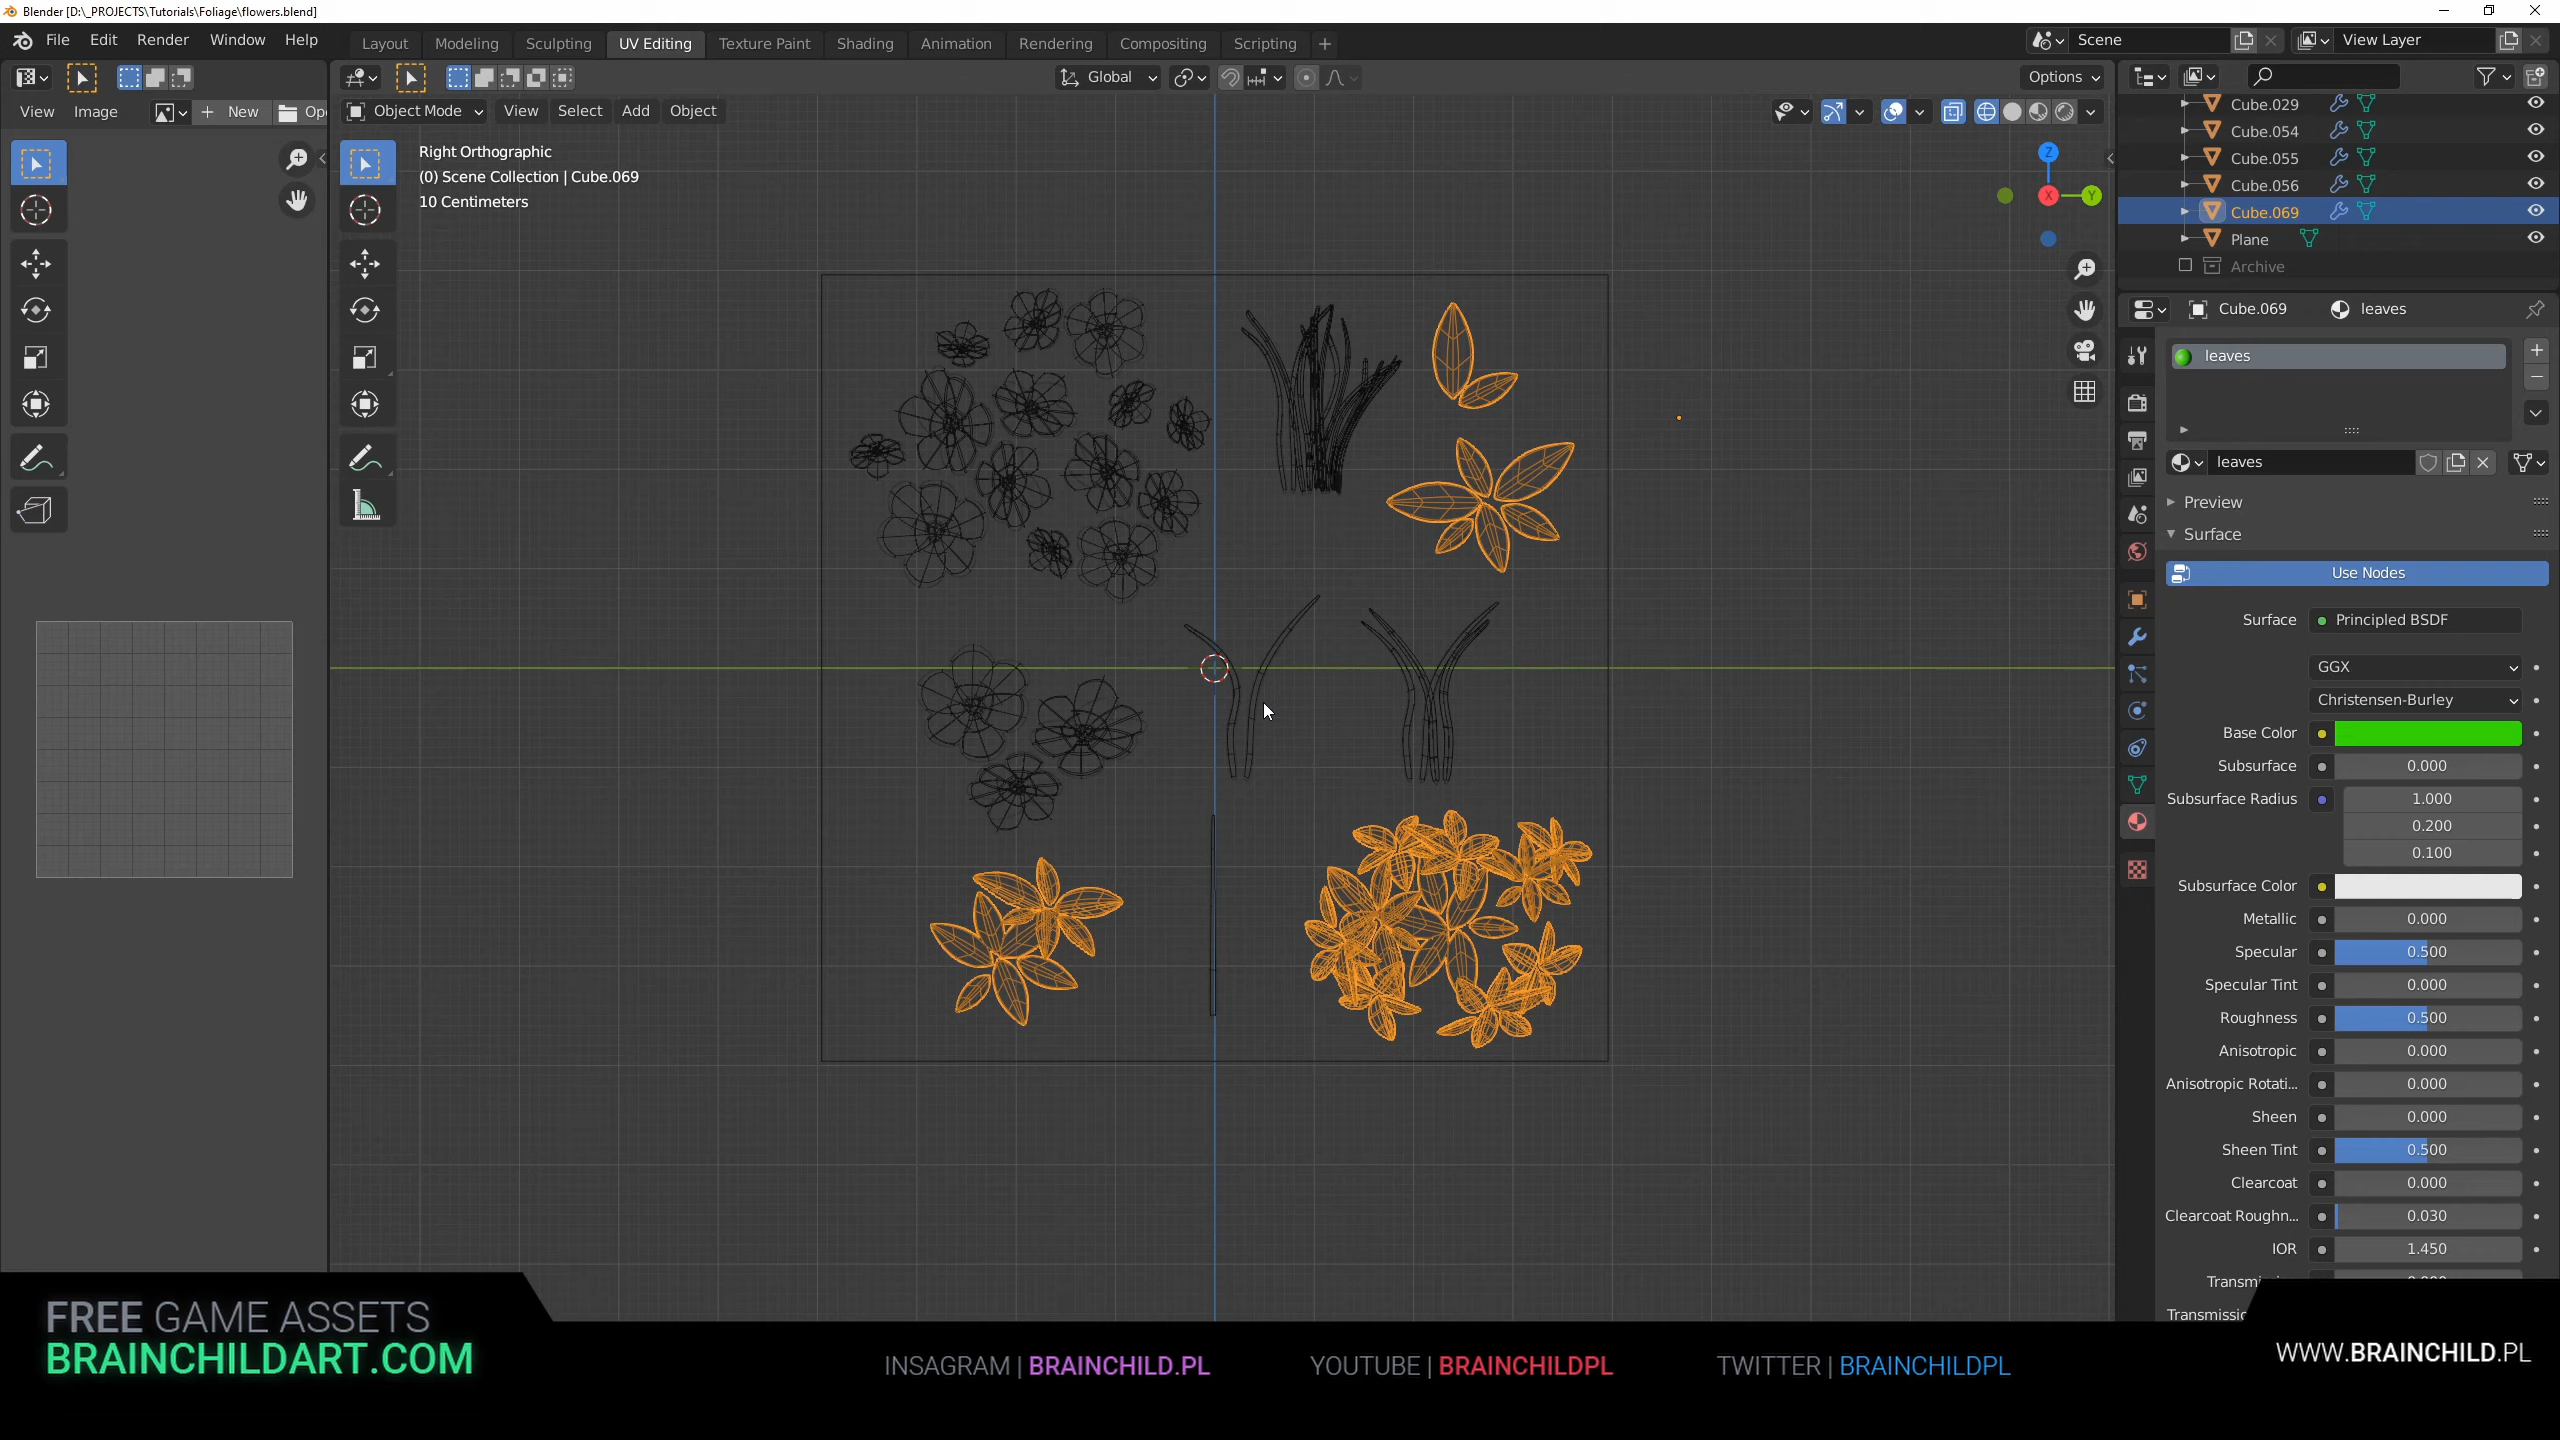 Blender [D:\_PROJECTS\Tutorials\Foliage\flowers.blend]
File Edit Render Window Help
Layout Modeling Sculpting UV Editing Texture Paint Shading Animation Rendering Compositing Scripting +
Scene
View Layer
Global
Options
View Image
New
Op
Object Mode View Select Add Object
Right Orthographic
(0) Scene Collection | Cube.069
10 Centimeters
Z
X
Y
Cube.029
Cube.054
Cube.055
Cube.056
Cube.069
Plane
Archive
Cube.069 leaves
leaves
leaves
Preview
Surface
Use Nodes
Surface Principled BSDF
GGX
Christensen-Burley
Base Color
Subsurface 0.000
Subsurface Radius 1.000
0.200
0.100
Subsurface Color
Metallic 0.000
Specular 0.500
Specular Tint 0.000
Roughness 0.500
Anisotropic 0.000
Anisotropic Rotati... 0.000
Sheen 0.000
Sheen Tint 0.500
Clearcoat 0.000
Clearcoat Roughn... 0.030
IOR 1.450
FREE GAME ASSETS
BRAINCHILDART.COM
INSAGRAM | BRAINCHILD.PL
YOUTUBE | BRAINCHILDPL
TWITTER | BRAINCHILDPL
WWW.BRAINCHILD.PL